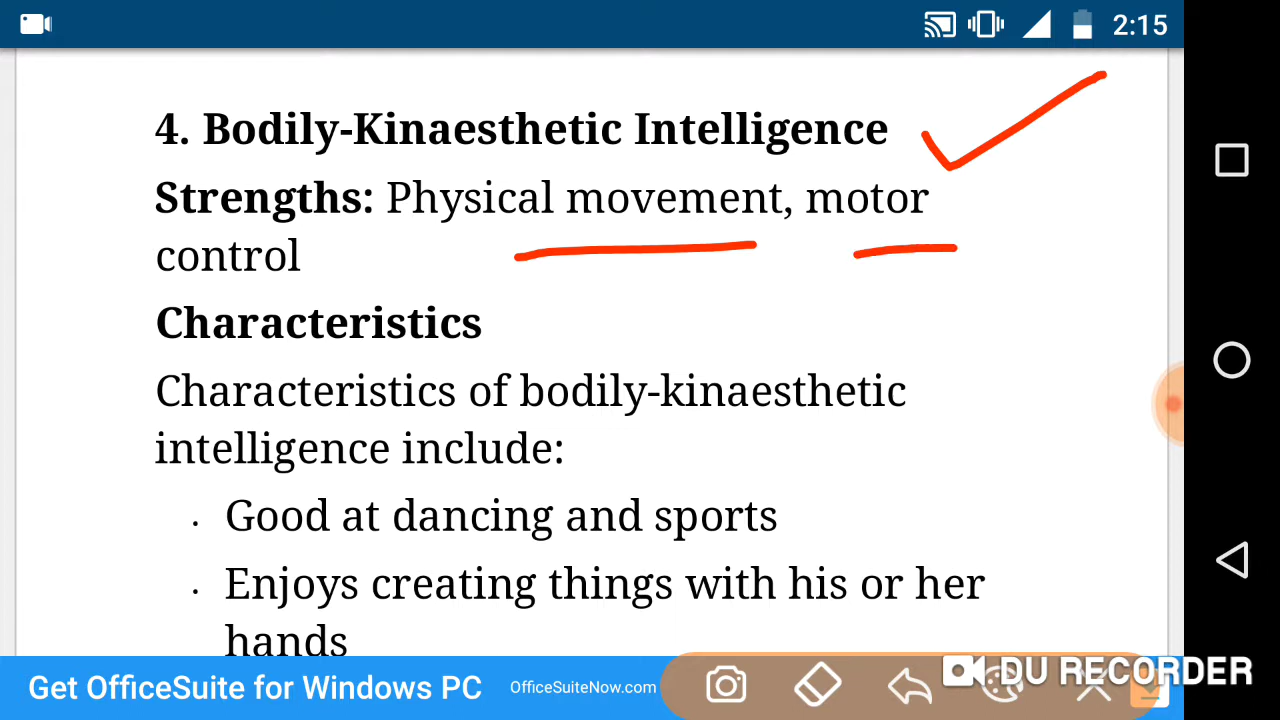 2:15
4. Bodily-Kinaesthetic Intelligence
Strengths: Physical movement, motor
control
Characteristics
Characteristics of bodily-kinaesthetic
intelligence include:
· Good at dancing and sports
· Enjoys creating things with his or her
hands
Get OfficeSuite for Windows PC OfficeSuiteNow.com
DU RECORDER